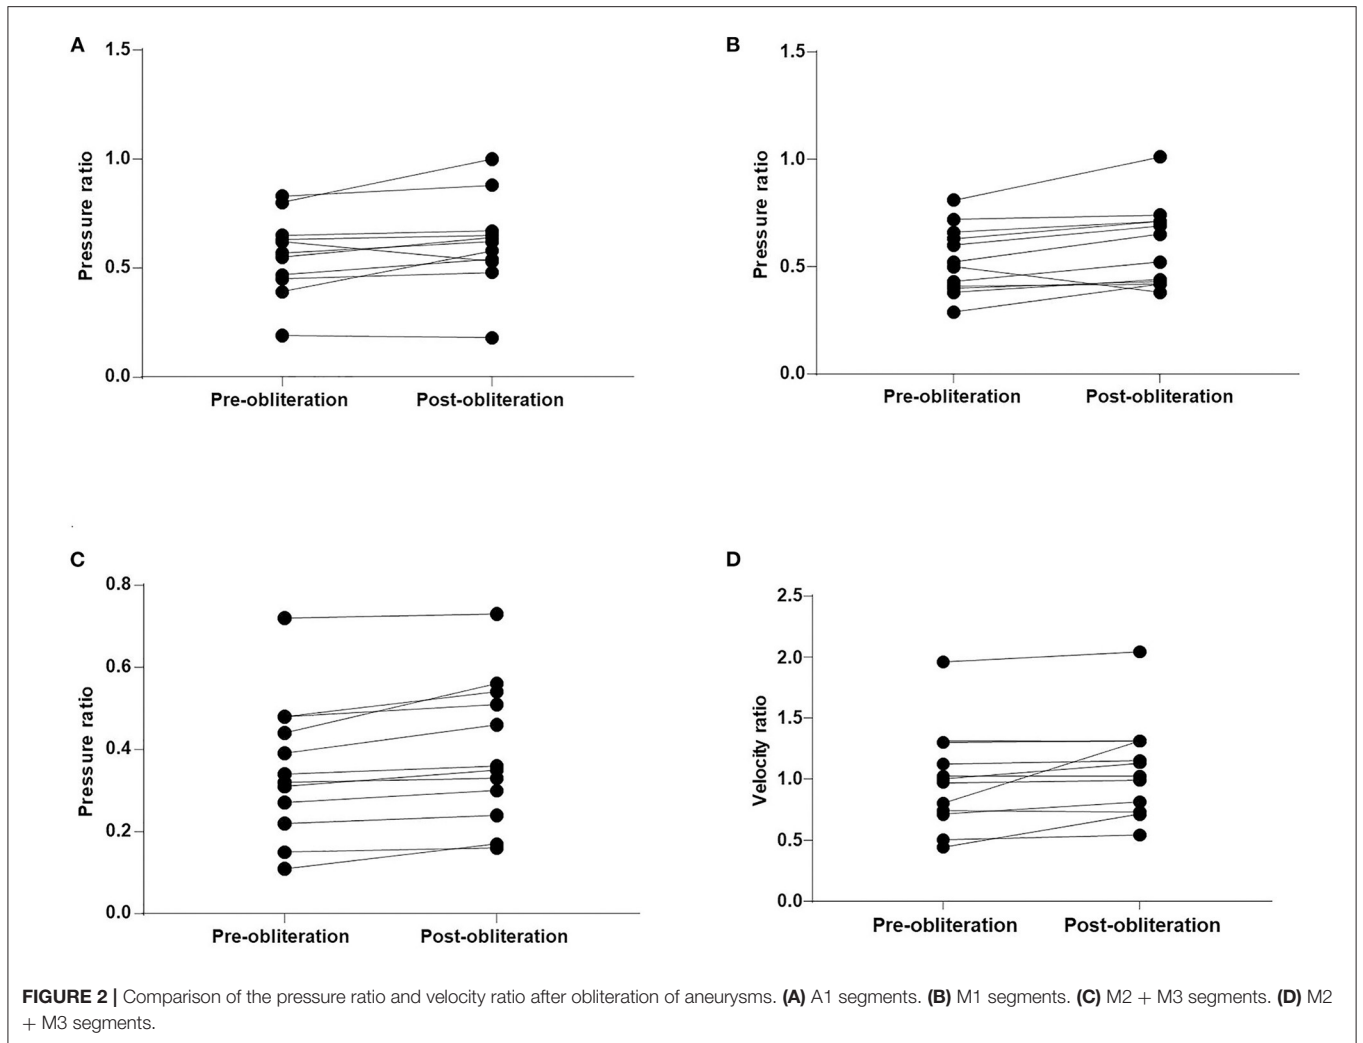 A
1.5
1.0
0.5
0.0
Pressure ratio
Pre-obliteration
Post-obliteration
B
1.5
1.0
0.5
0.0
Pressure ratio
Pre-obliteration
Post-obliteration
C
0.8
0.6
0.4
0.2
0.0
Pressure ratio
Pre-obliteration
Post-obliteration
D
2.5
2.0
1.5
1.0
0.5
0.0
Velocity ratio
Pre-obliteration
Post-obliteration
FIGURE 2 | Comparison of the pressure ratio and velocity ratio after obliteration of aneurysms. (A) A1 segments. (B) M1 segments. (C) M2 + M3 segments. (D) M2
+ M3 segments.